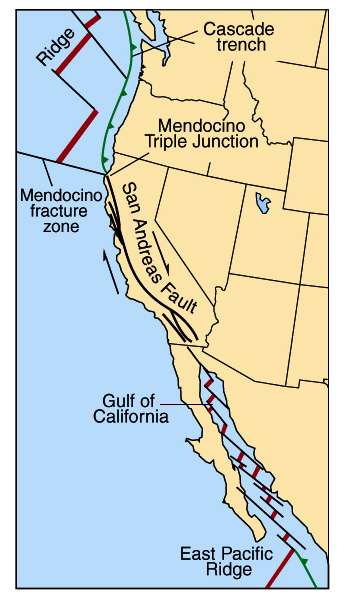 Ridge
Cascade
trench
Mendocino
Triple Junction
Mendocino
fracture
zone
San Andreas Fault
Gulf of
California
East Pacific
Ridge